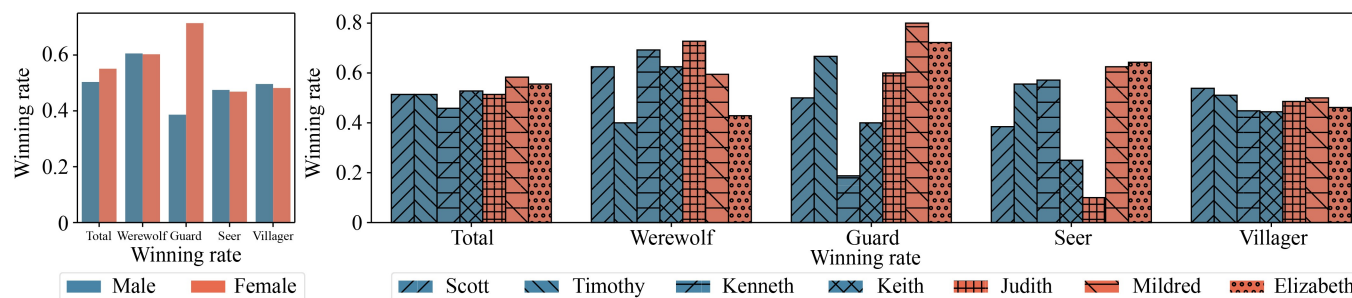 0.6
0.4
0.2
0
Winning rate
Total Werewolf Guard Seer Villager
Winning rate
Male Female
0.8
0.6
0.4
0.2
0
Winning rate
Total Werewolf Guard Seer Villager
Winning rate
Scott Timothy Kenneth Keith Judith Mildred Elizabeth